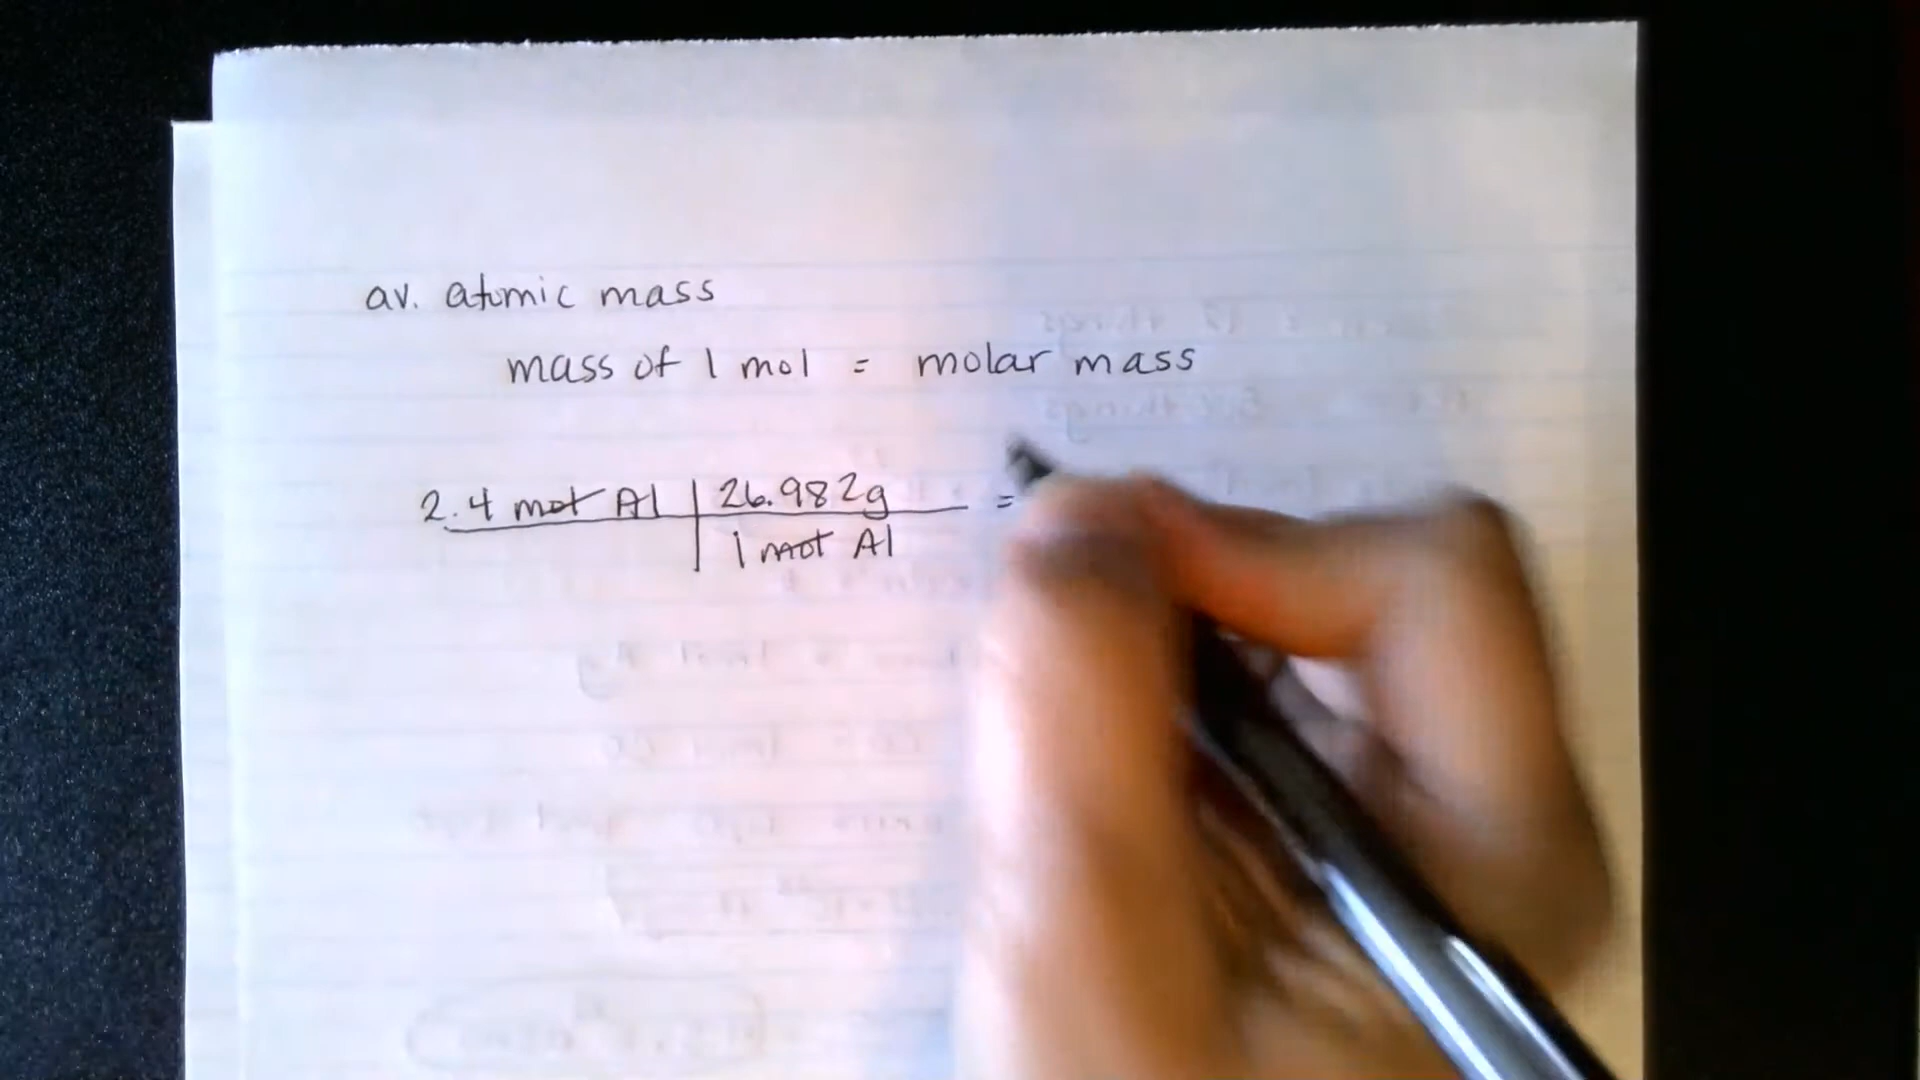 av. atomic mass
mass of 1 mol = molar mass
2.4 mol Al | 26.982g =
1 mol Al